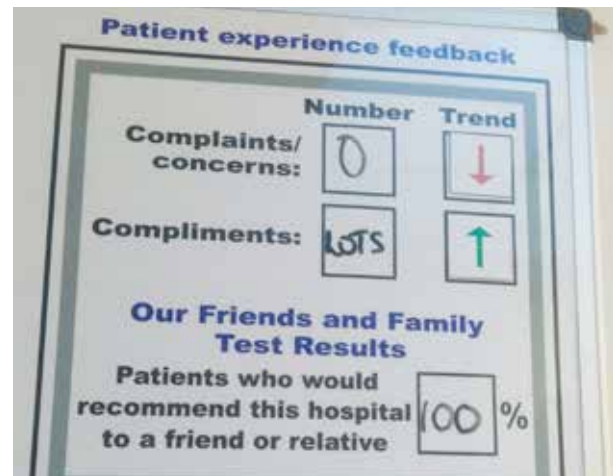 Patient experience feedback
Number Trend
Complaints/
concerns: 0 ↓
Compliments: LOTS ↑
Our Friends and Family
Test Results
Patients who would
recommend this hospital 100 %
to a friend or relative